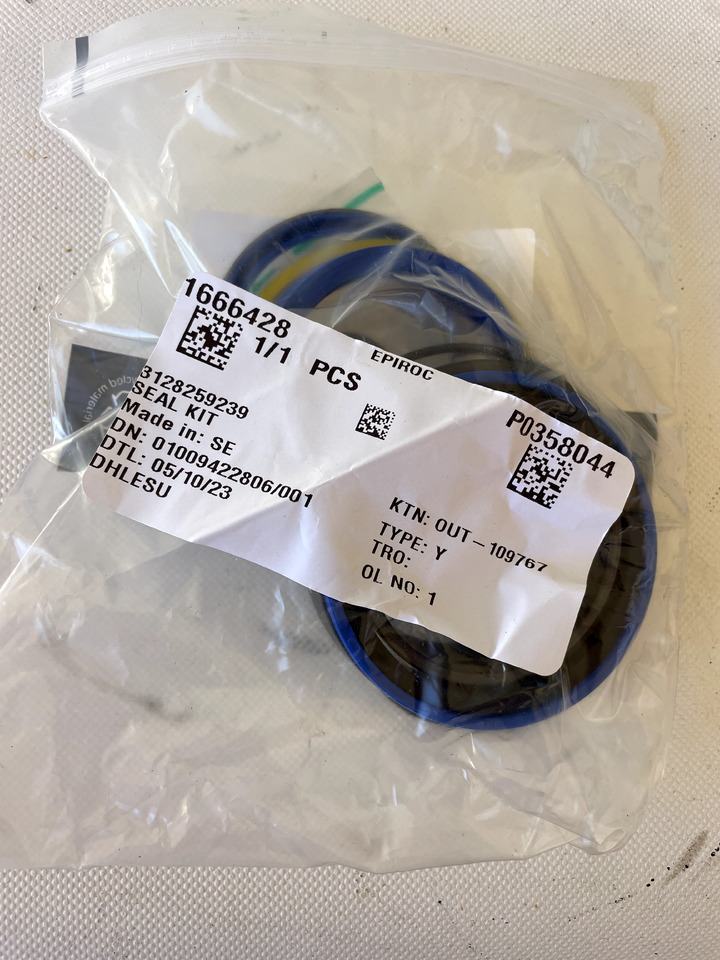 1666428
1/1 PCS
EPIROC
3128259239
SEAL KIT
Made in: SE
DN: 01009422806/001
DTL: 05/10/23
DHLESU
P0358044
KTN: OUT-109767
TYPE: Y
TRO:
OL NO: 1